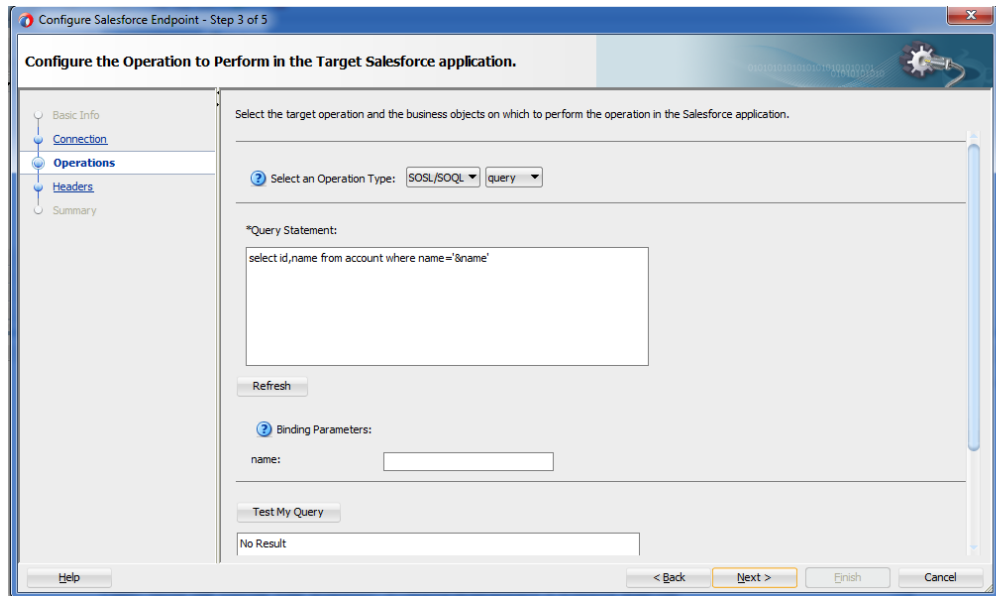 Configure Salesforce Endpoint - Step 3 of 5
Configure the Operation to Perform in the Target Salesforce application.
Basic Info
Connection
Operations
Headers
Summary
Select the target operation and the business objects on which to perform the operation in the Salesforce application.
Select an Operation Type: SOSL/SOQL query
*Query Statement:
select id,name from account where name='&name'
Refresh
Binding Parameters:
name:
Test My Query
No Result
Help
< Back
Next >
Finish
Cancel